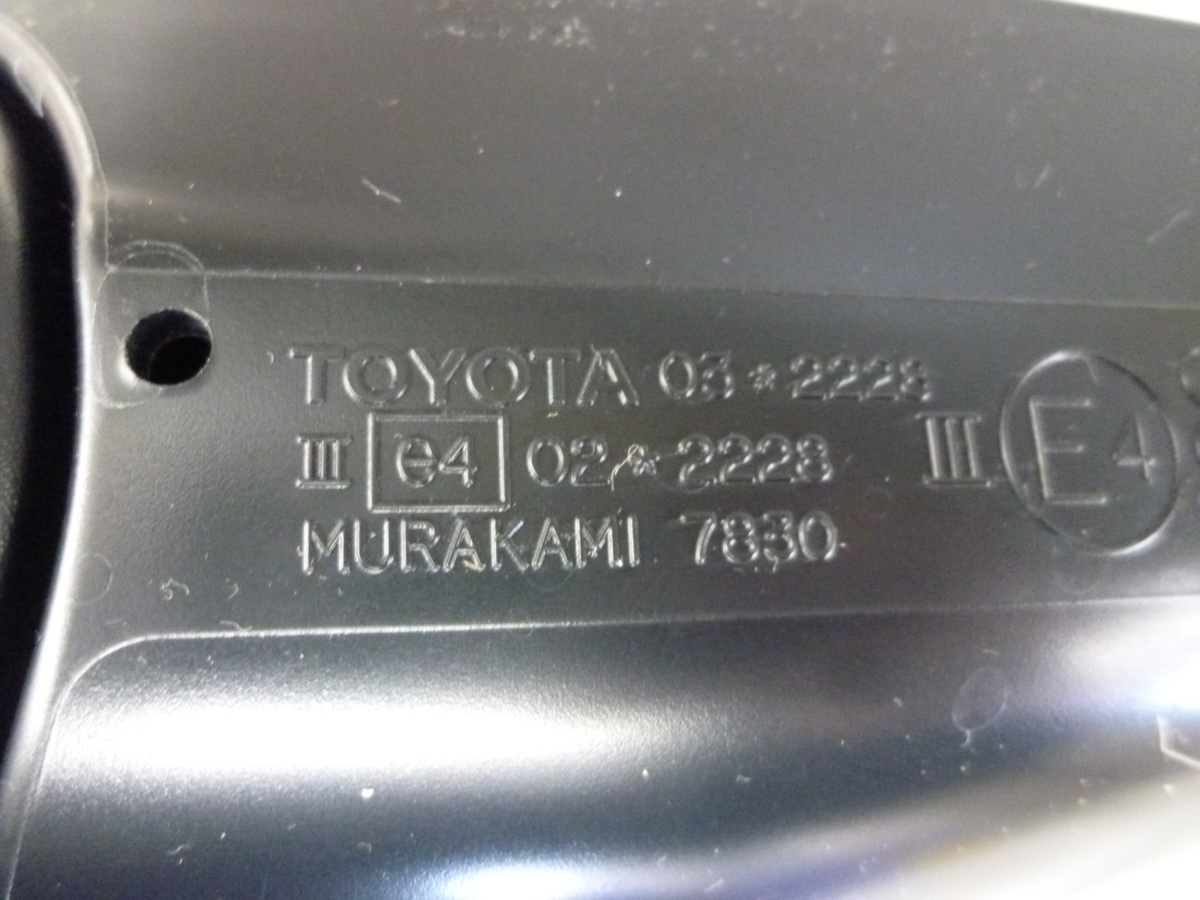 TOYOTA 03*2228
III e4 02*2228 III E4
MURAKAMI 7830